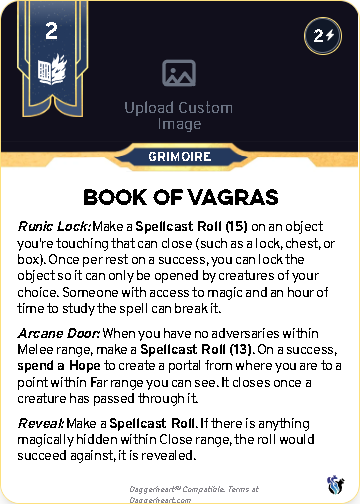 2
2
Upload Custom
Image
GRIMOIRE
BOOK OF VAGRAS
Runic Lock: Make a Spellcast Roll (15) on an object
you're touching that can close (such as a lock, chest, or
box). Once per rest on a success, you can lock the
object so it can only be opened by creatures of your
choice. Someone with access to magic and an hour of
time to study the spell can break it.
Arcane Door: When you have no adversaries within
Melee range, make a Spellcast Roll (13). On a success,
spend a Hope to create a portal from where you are to a
point within Far range you can see. It closes once a
creature has passed through it.
Reveal: Make a Spellcast Roll. If there is anything
magically hidden within Close range, the roll would
succeed against, it is revealed.
Daggerheart℠ Compatible. Terms at
Daggerheart.com